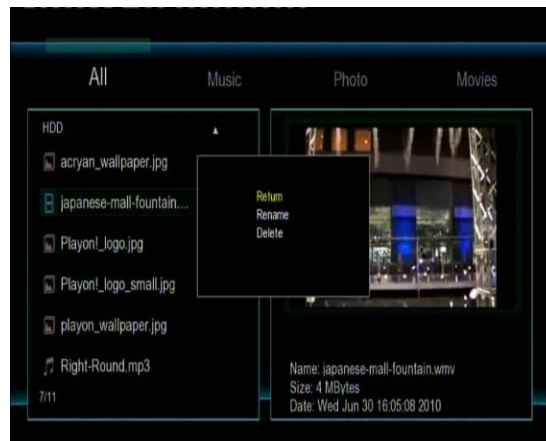 All
Music
Photo
Movies
HDD
acryan_wallpaper.jpg
japanese-mall-fountain....
Playon!_logo.jpg
Playon!_logo_small.jpg
playon_wallpaper.jpg
Right-Round.mp3
7/11
Return
Rename
Delete
Name: japanese-mall-fountain.wmv
Size: 4 MBytes
Date: Wed Jun 30 16:05:08 2010